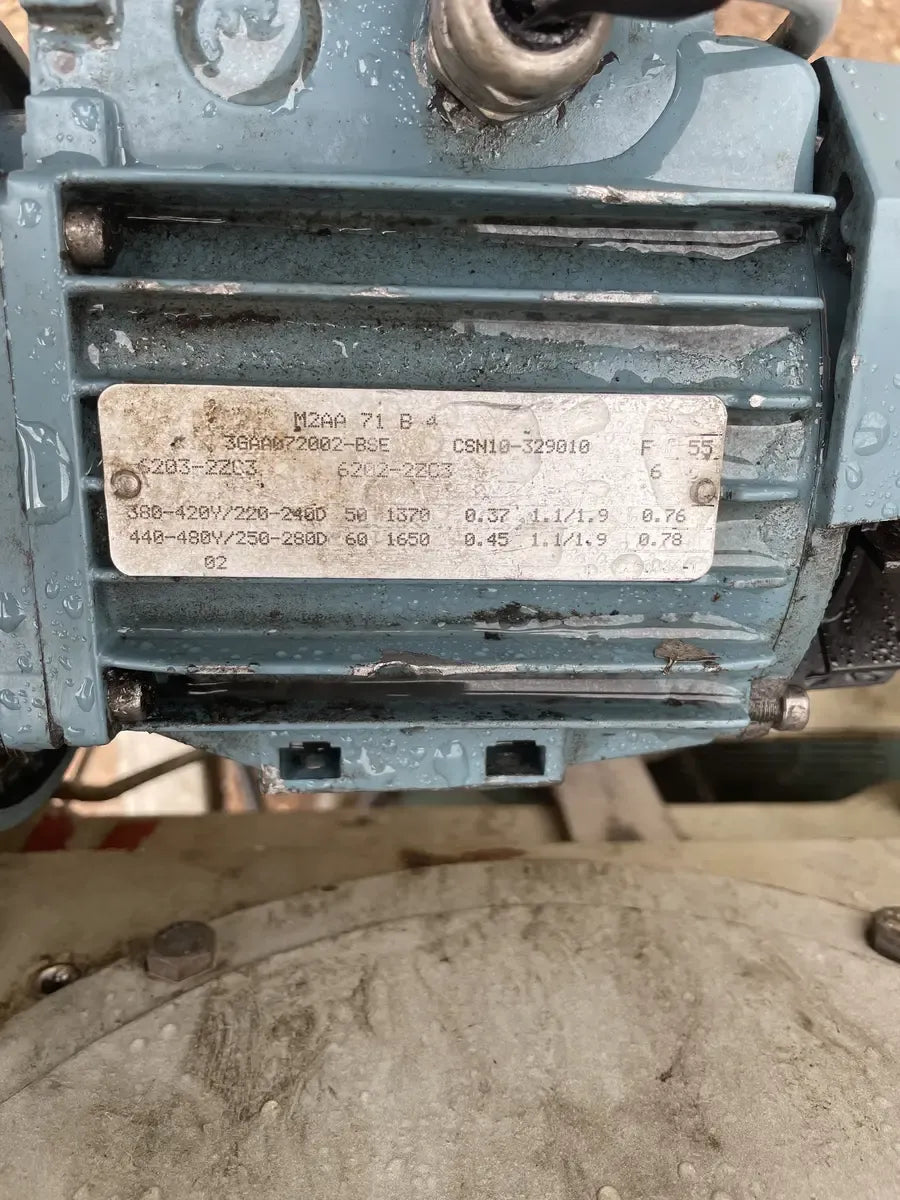 M2AA 71 B 4
3GAA072002-BSE CSN10-329010 F 55
6203-2ZC3 6202-2ZC3 6
380-420Y/220-240D 50 1370 0.37 1.1/1.9 0.76
440-480Y/250-280D 60 1650 0.45 1.1/1.9 0.78
02